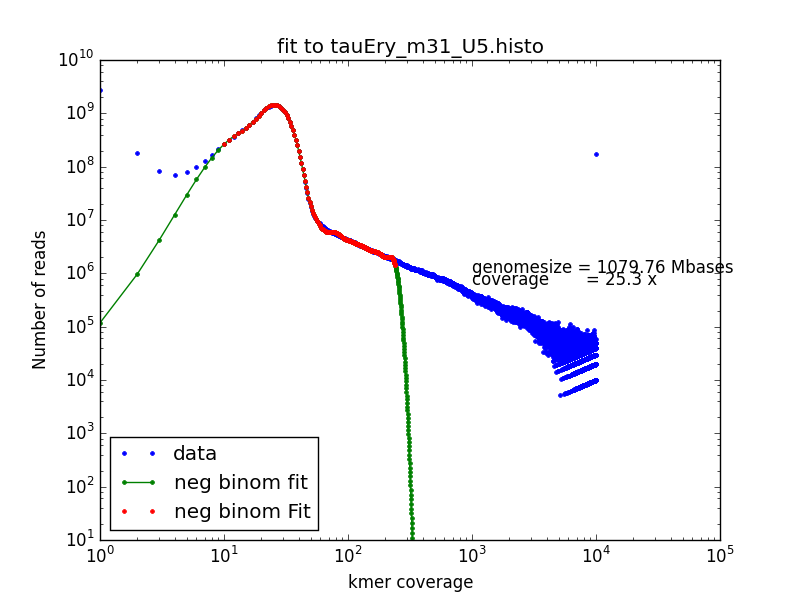 fit to tauEry_m31_U5.histo
Number of reads
10^10
10^9
10^8
10^7
10^6
10^5
10^4
10^3
10^2
10^1
genomesize = 1079.76 Mbases
coverage = 25.3 x
data
neg binom fit
neg binom Fit
10^0 10^1 10^2 10^3 10^4 10^5
kmer coverage